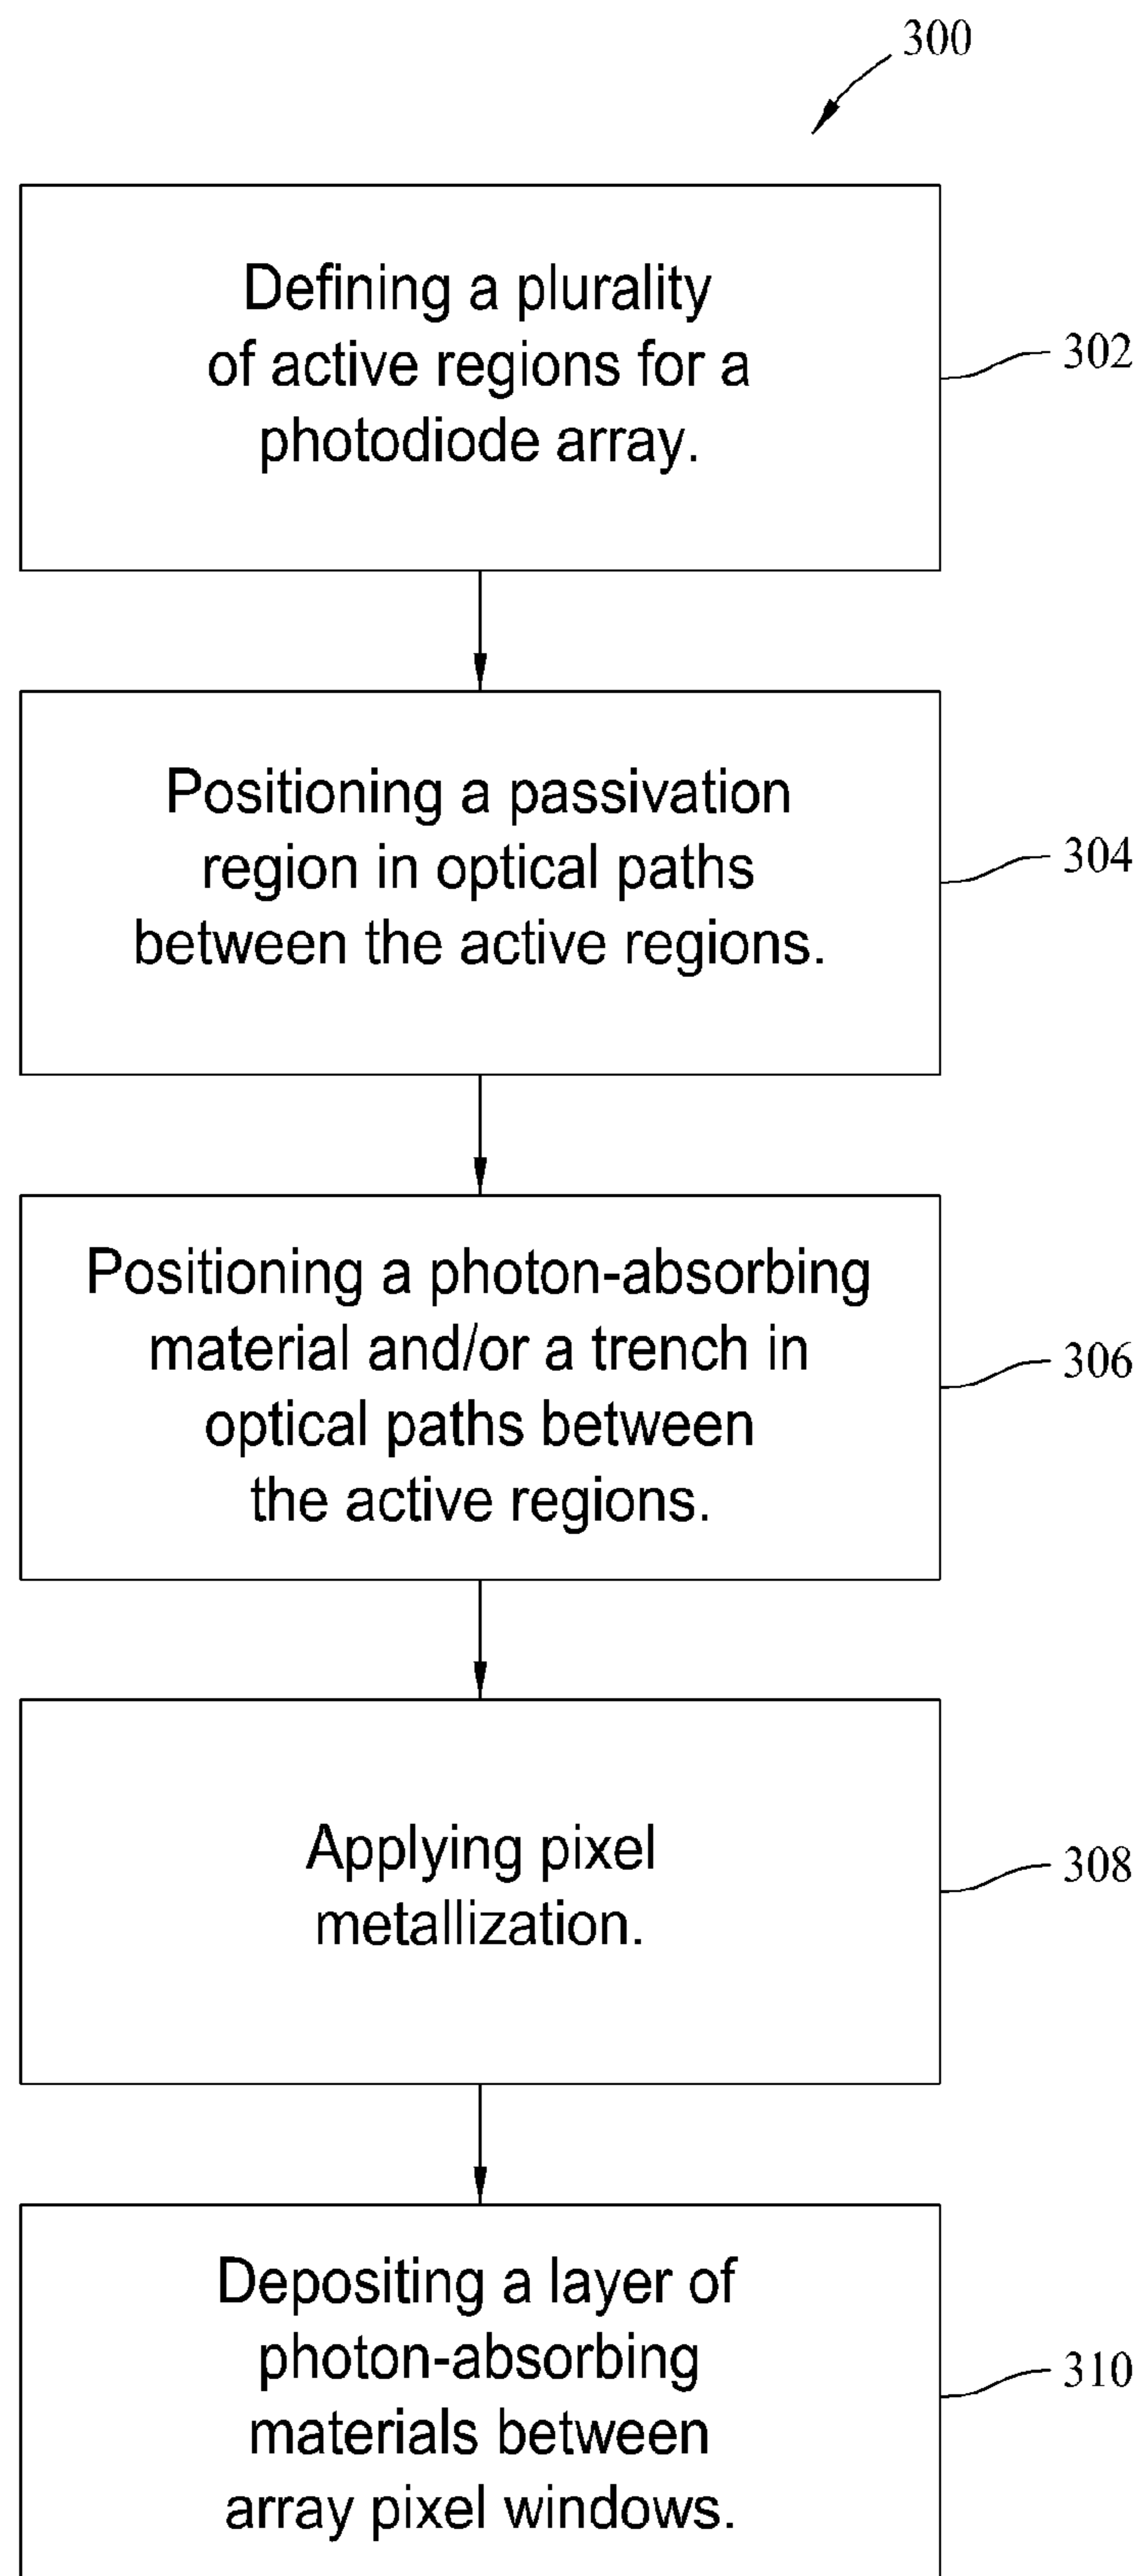 300
Defining a plurality
of active regions for a
photodiode array.
302
Positioning a passivation
region in optical paths
between the active regions.
304
Positioning a photon-absorbing
material and/or a trench in
optical paths between
the active regions.
306
Applying pixel
metallization.
308
Depositing a layer of
photon-absorbing
materials between
array pixel windows.
310